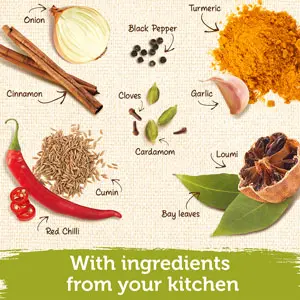 Onion
Black Pepper
Turmeric
Cinnamon
Cloves
Garlic
Cardamom
Loumi
Cumin
Bay leaves
Red Chilli
With ingredients
from your kitchen